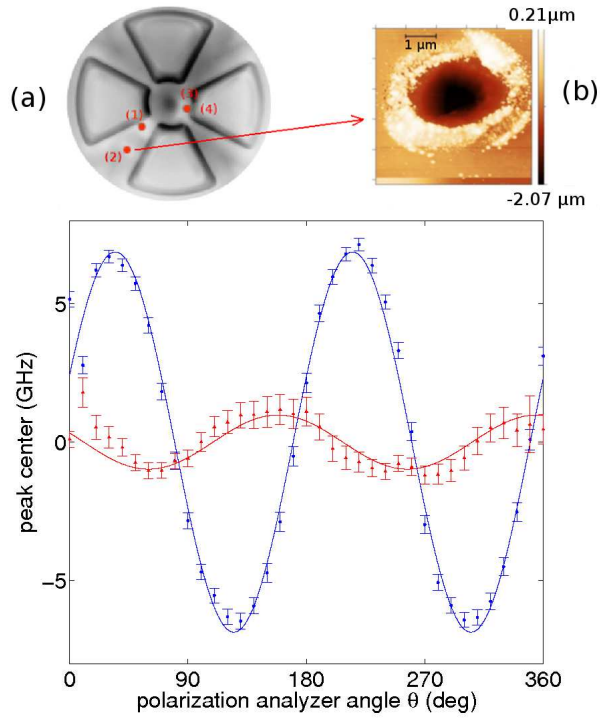 0.21μm
1 μm
(a)
(b)
(3)
(1)
(4)
(2)
-2.07 μm
5
0
−5
peak center (GHz)
0 90 180 270 360
polarization analyzer angle θ (deg)